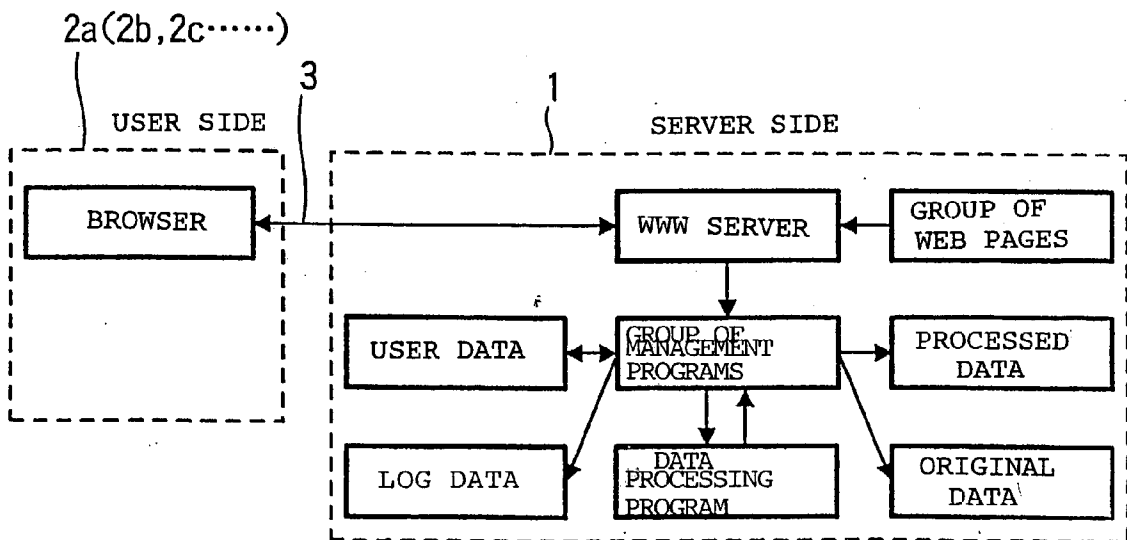 2a(2b,2c……)
3
1
USER SIDE
SERVER SIDE
BROWSER
WWW SERVER
GROUP OF
WEB PAGES
USER DATA
GROUP OF
MANAGEMENT
PROGRAMS
PROCESSED
DATA
LOG DATA
DATA
PROCESSING
PROGRAM
ORIGINAL
DATA